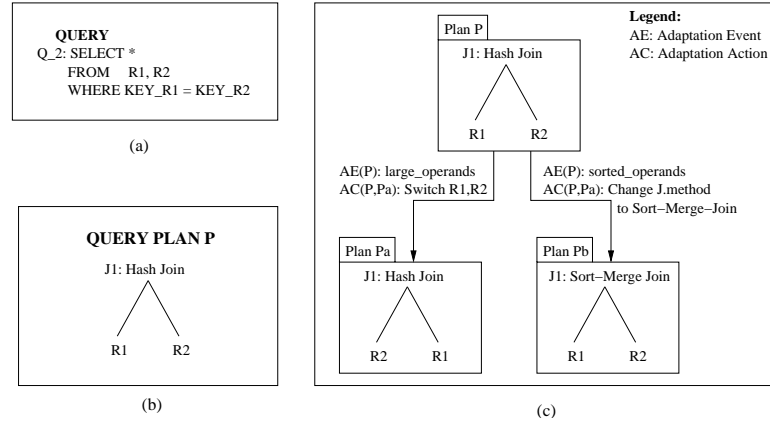 QUERY
Q_2: SELECT *
FROM R1, R2
WHERE KEY_R1 = KEY_R2
(a)
QUERY PLAN P
J1: Hash Join
R1 R2
(b)
Legend:
AE: Adaptation Event
AC: Adaptation Action
Plan P
J1: Hash Join
R1 R2
AE(P): large_operands
AC(P,Pa): Switch R1,R2
AE(P): sorted_operands
AC(P,Pa): Change J.method
to Sort−Merge−Join
Plan Pa
J1: Hash Join
R2 R1
Plan Pb
J1: Sort−Merge Join
R1 R2
(c)